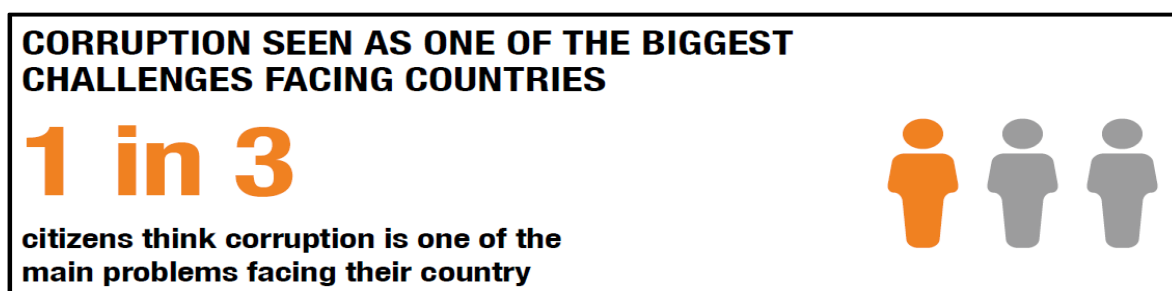 CORRUPTION SEEN AS ONE OF THE BIGGEST
CHALLENGES FACING COUNTRIES
1 in 3
citizens think corruption is one of the
main problems facing their country